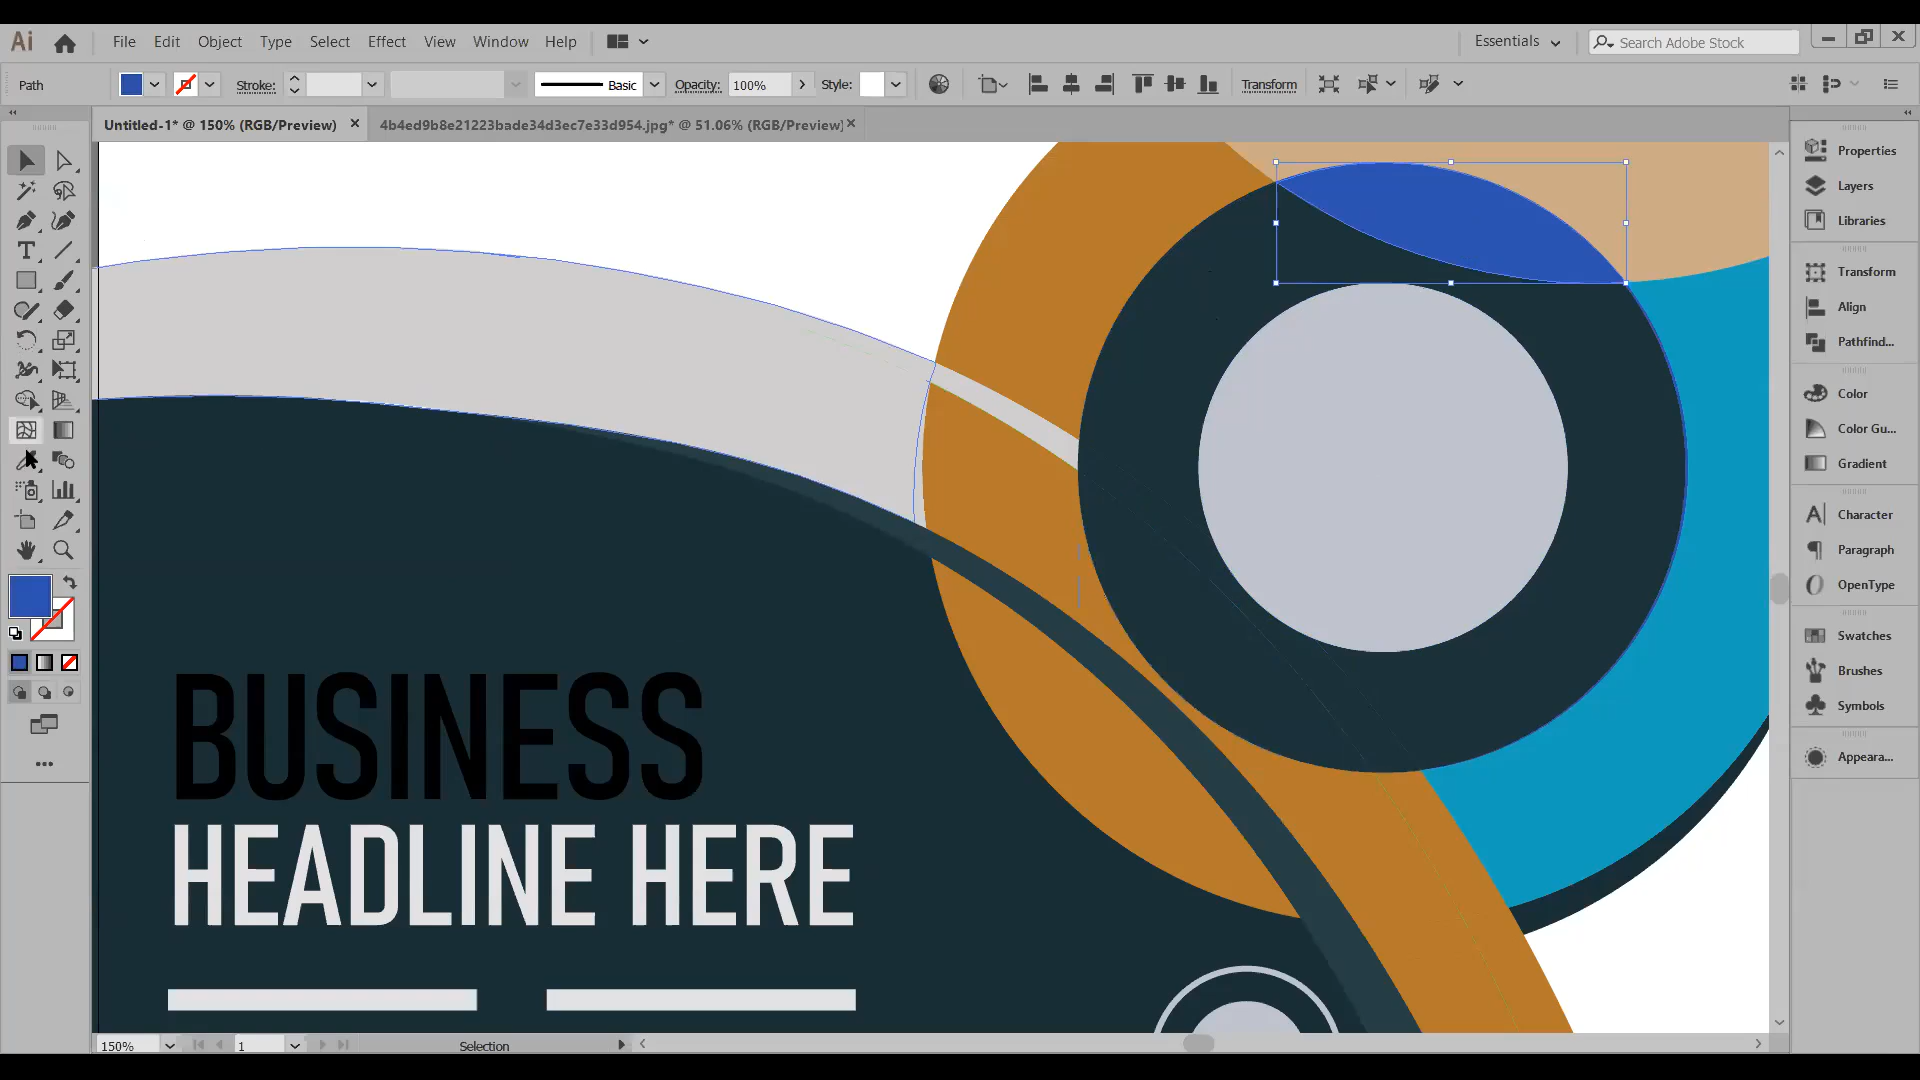 Ai File Edit Object Type Select Effect View Window Help Essentials Search Adobe Stock
Path Stroke: Basic Opacity: 100% Style: Transform
Untitled-1* @ 150% (RGB/Preview) 4b4ed9b8e21223bade34d3ec7e33d954.jpg* @ 51.06% (RGB/Preview)
Properties
Layers
Libraries
Transform
Align
Pathfind...
Color
Color Gu...
Gradient
Character
Paragraph
OpenType
Swatches
Brushes
Symbols
Appeara...
BUSINESS
HEADLINE HERE
150% 1 Selection